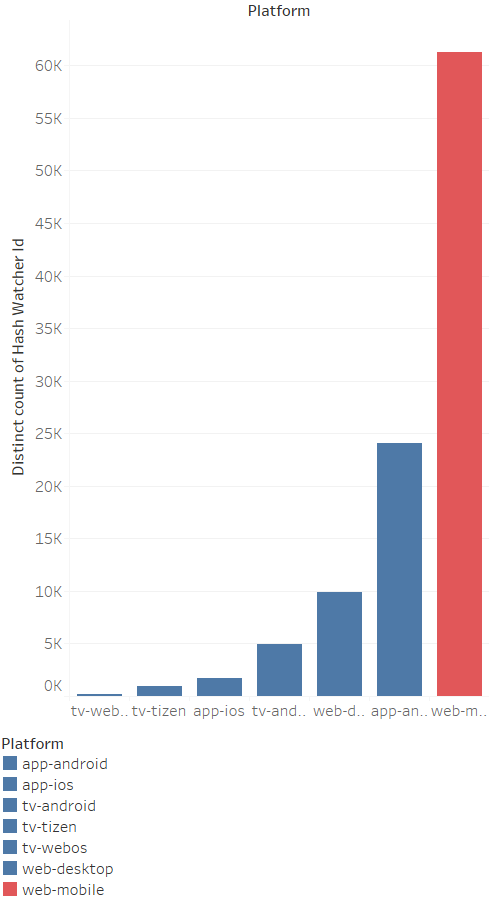 Platform
60K
55K
50K
45K
40K
35K
30K
25K
20K
15K
10K
5K
0K
Distinct count of Hash Watcher Id
tv-web.. tv-tizen app-ios tv-and.. web-d.. app-an.. web-m..
Platform
app-android
app-ios
tv-android
tv-tizen
tv-webos
web-desktop
web-mobile